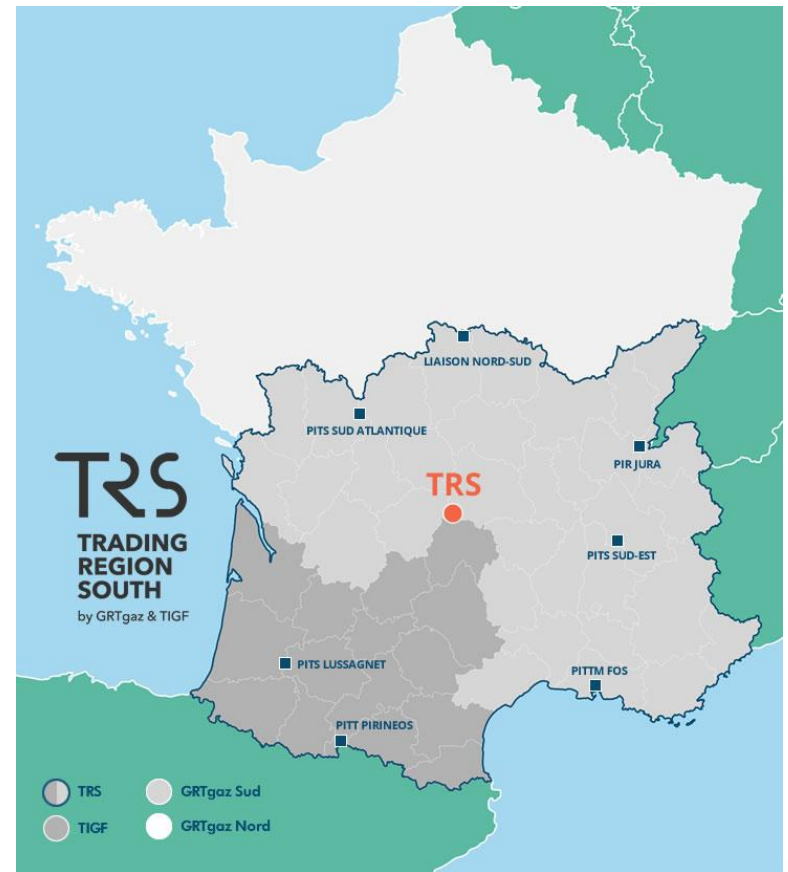 LIAISON NORD-SUD
PITS SUD ATLANTIQUE
PIR JURA
TRS
TRS
TRADING
REGION
SOUTH
by GRTgaz & TIGF
PITS SUD-EST
PITS LUSSAGNET
PITTM FOS
PITT PIRINEOS
TRS
GRTgaz Sud
TIGF
GRTgaz Nord